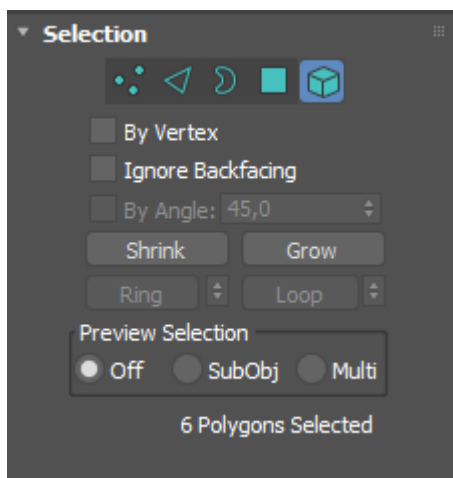 Selection
By Vertex
Ignore Backfacing
By Angle: 45,0
Shrink Grow
Ring Loop
Preview Selection
Off SubObj Multi
6 Polygons Selected